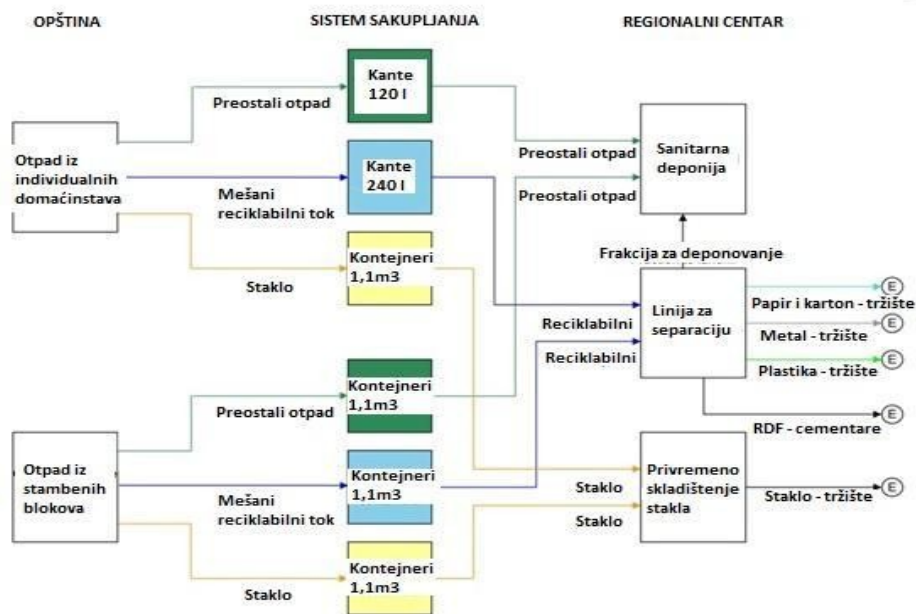 OPŠTINA
SISTEM SAKUPLJANJA
REGIONALNI CENTAR
Kante
120 l
Preostali otpad
Preostali otpad
Sanitarna
deponija
Otpad iz
individualnih
domaćinstava
Kante
240 l
Mešani
reciklabilni tok
Preostali otpad
Kontejneri
1,1m3
Staklo
Frakcija za deponovanje
Linija za
separaciju
Reciklabilni
Reciklabilni
E
Papir i karton - tržište
E
Metal - tržište
E
Plastika - tržište
E
RDF - cementare
Kontejneri
1,1m3
Preostali otpad
Otpad iz
stambenih
blokova
Kontejneri
1,1m3
Mešani
reciklabilni tok
Staklo
Staklo
Privremeno
skladištenje
stakla
E
Staklo - tržište
Kontejneri
1,1m3
Staklo